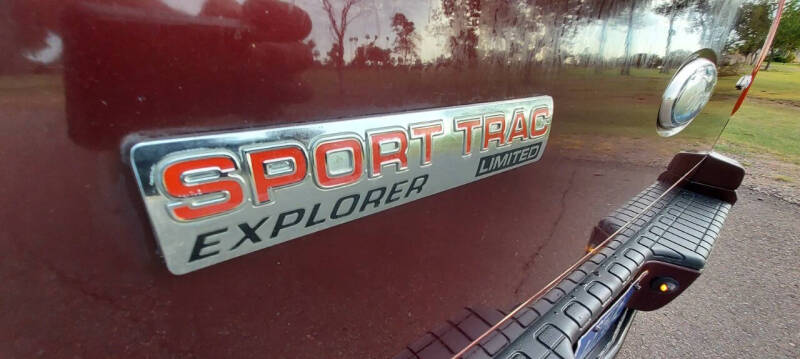 SPORT TRAC
EXPLORER LIMITED